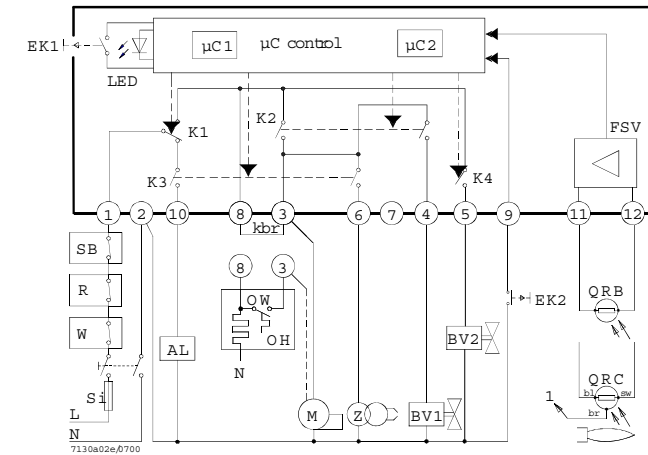 EK1
LED
µC1
µC control
µC2
FSV
K1
K2
K3
K4
1 2 10 8 3 6 7 4 5 9 11 12
kbr
SB
R
W
Si
L
N
AL
8 3
OW
OH
N
M
Z
BV1
BV2
EK2
QRB
QRC
bl sw
br
1
7130a02e/0700